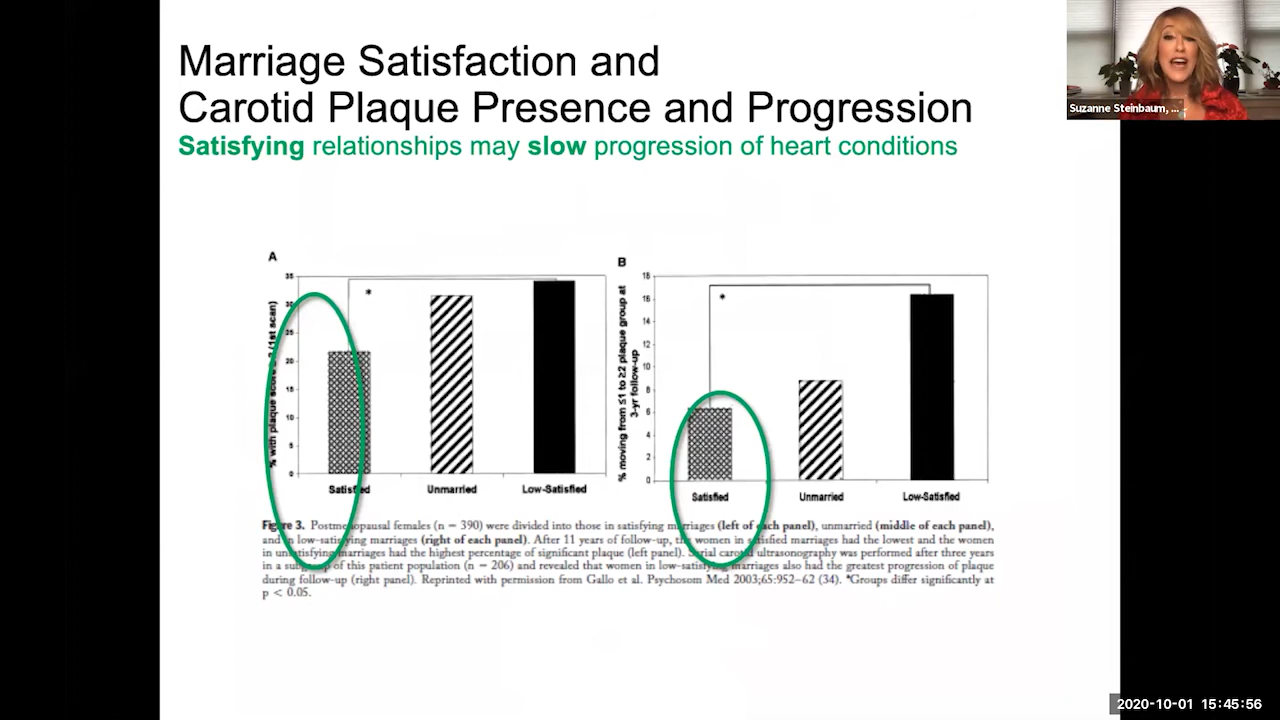 Marriage Satisfaction and
Carotid Plaque Presence and Progression
Satisfying relationships may slow progression of heart conditions
Suzanne Steinbaum, ...
A
% with plaque score (1st scan)
35
30
25
20
15
10
5
0
*
Satisfied
Unmarried
Low-Satisfied
B
% moving from ≤1 to ≥2 plaque group at
3-yr follow-up
18
16
14
12
10
8
6
4
2
0
*
Satisfied
Unmarried
Low-Satisfied
Figure 3. Postmenopausal females (n = 390) were divided into those in satisfying marriages (left of each panel), unmarried (middle of each panel),
and in low-satisfying marriages (right of each panel). After 11 years of follow-up, the women in satisfied marriages had the lowest and the women
in unsatisfying marriages had the highest percentage of significant plaque (left panel). Serial carotid ultrasonography was performed after three years
in a subgroup of this patient population (n = 206) and revealed that women in low-satisfying marriages also had the greatest progression of plaque
during follow-up (right panel). Reprinted with permission from Gallo et al. Psychosom Med 2003;65:952–62 (34). *Groups differ significantly at
p < 0.05.
2020-10-01 15:45:56